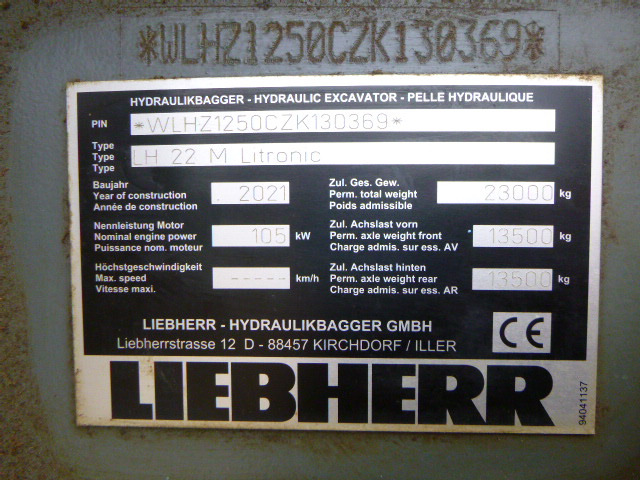 *WLHZ1250CZK130369*
HYDRAULIKBAGGER - HYDRAULIC EXCAVATOR - PELLE HYDRAULIQUE
PIN *WLHZ1250CZK130369*
Type
Type LH 22 M Litronic
Type
Baujahr
Year of construction 2021
Année de construction
Zul. Ges. Gew.
Perm. total weight 23000 kg
Poids admissible
Nennleistung Motor
Nominal engine power 105 kW
Puissance nom. moteur
Zul. Achslast vorn
Perm. axle weight front 13500 kg
Charge admis. sur ess. AV
Höchstgeschwindigkeit
Max. speed ----- km/h
Vitesse maxi.
Zul. Achslast hinten
Perm. axle weight rear 13500 kg
Charge admis. sur ess. AR
LIEBHERR - HYDRAULIKBAGGER GMBH
Liebherrstrasse 12 D - 88457 KIRCHDORF / ILLER
CE
LIEBHERR
94041137